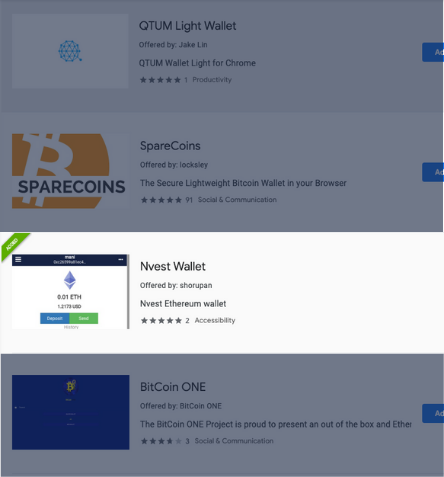 QTUM Light Wallet
Offered by: Jake Lin
QTUM Wallet Light for Chrome
1 Productivity
Ad
SPARECOINS
SpareCoins
Offered by: locksley
The Secure Lightweight Bitcoin Wallet in your Browser
91 Social & Communication
Ad
ADDED
mani
0.01 ETH
1.2173 USD
Deposit Send
History
Nvest Wallet
Offered by: shorupan
Nvest Ethereum wallet
2 Accessibility
BitCoin ONE
Offered by: BitCoin ONE
The BitCoin ONE Project is proud to present an out of the box and Ether
3 Social & Communication
Ad